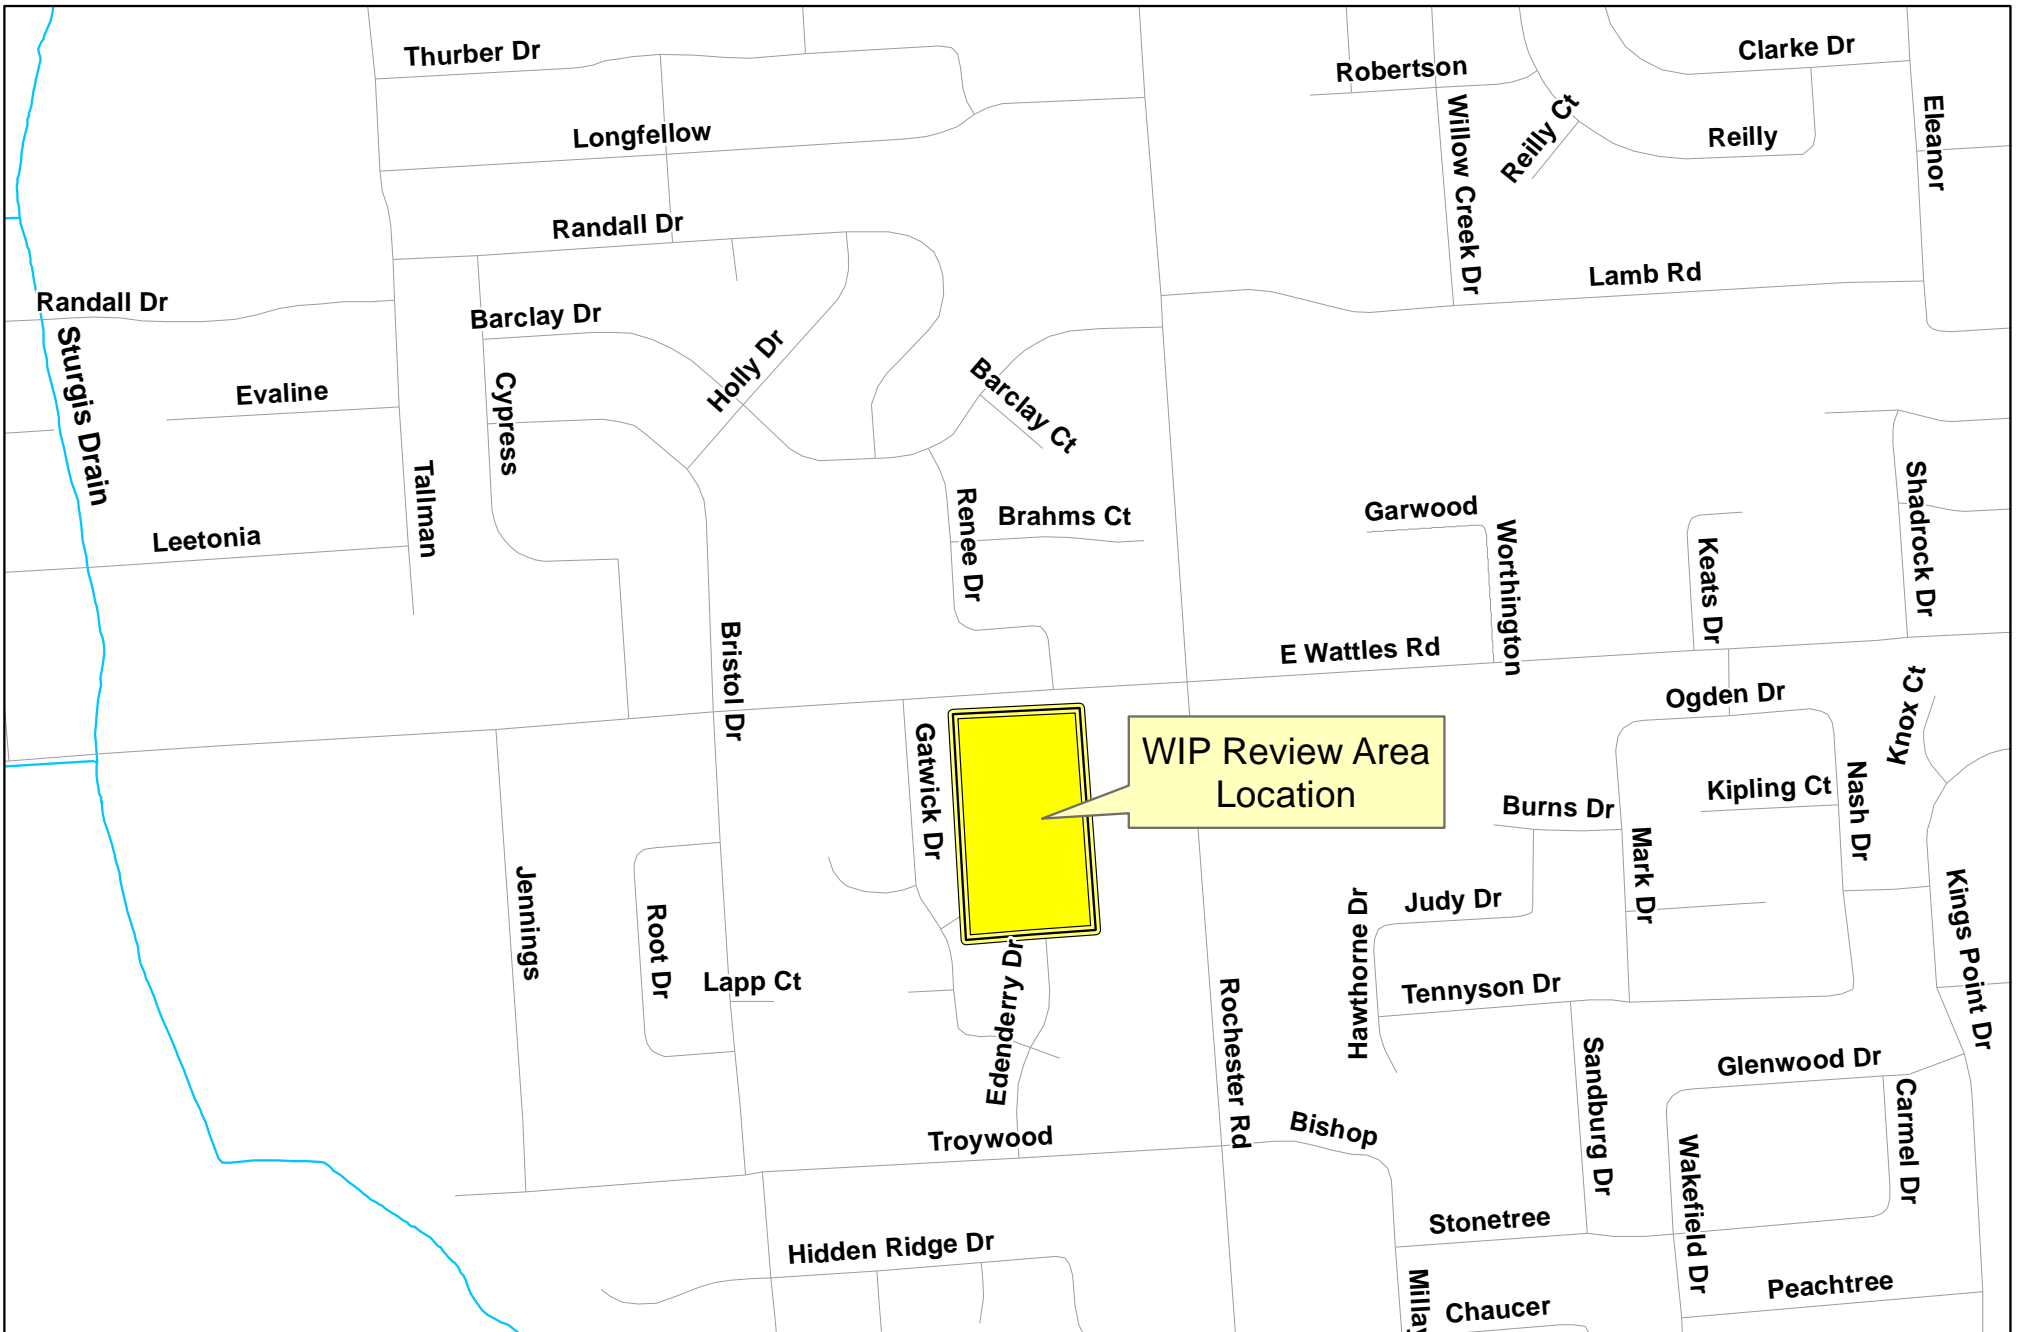 Thurber Dr
Clarke Dr
Robertson
Eleanor
Longfellow
Willow Creek Dr
Reilly Ct
Reilly
Randall Dr
Lamb Rd
Randall Dr
Barclay Dr
Sturgis Drain
Holly Dr
Evaline
Cypress
Barclay Ct
Tallman
Renee Dr
Brahms Ct
Garwood
Worthington
Keats Dr
Shadrock Dr
Leetonia
Bristol Dr
E Wattles Rd
Ogden Dr
Knox Ct
Gatwick Dr
WIP Review Area
Location
Burns Dr
Kipling Ct
Nash Dr
Mark Dr
Jennings
Root Dr
Judy Dr
Hawthorne Dr
Kings Point Dr
Lapp Ct
Edenderry Dr
Rochester Rd
Tennyson Dr
Sandburg Dr
Glenwood Dr
Carmel Dr
Troywood
Bishop
Wakefield Dr
Stonetree
Hidden Ridge Dr
Peachtree
Millay
Chaucer